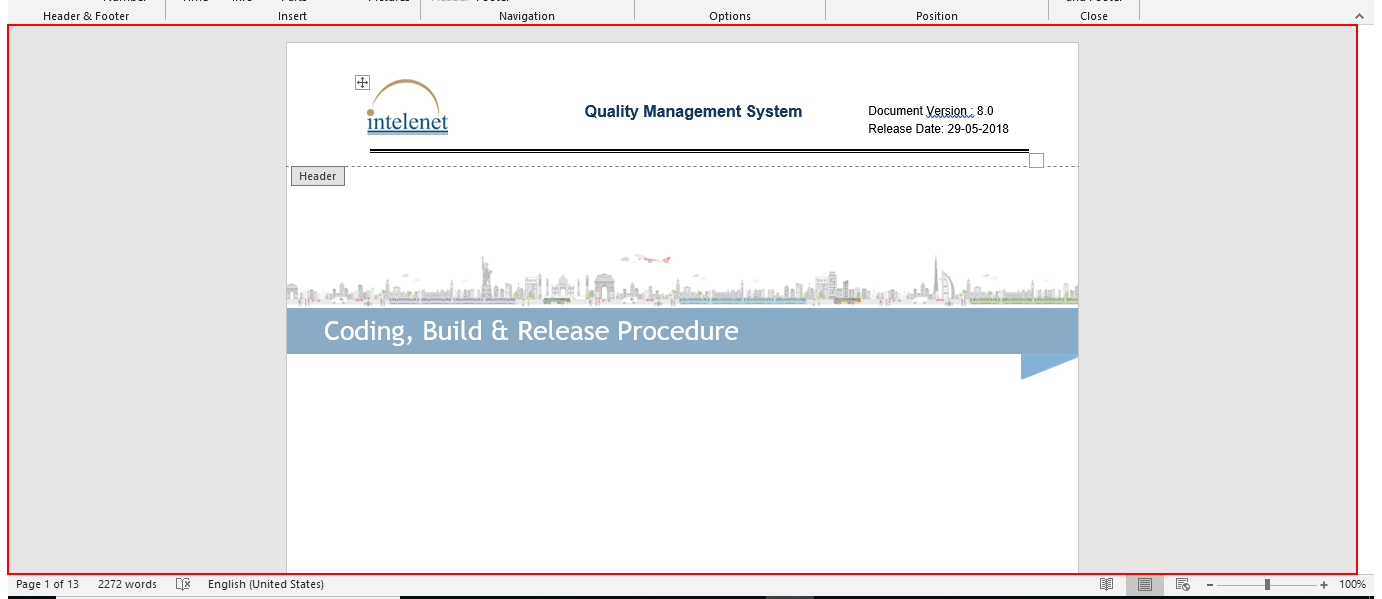 Header & Footer
Insert
Navigation
Options
Position
Close
intelenet
Quality Management System
Document Version : 8.0
Release Date: 29-05-2018
Header
Coding, Build & Release Procedure
Page 1 of 13
2272 words
English (United States)
100%